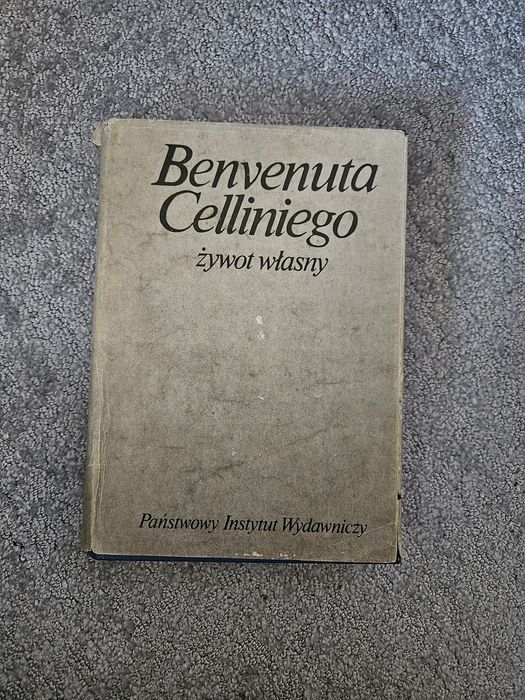 Benvenuta
Celliniego
żywot własny
Państwowy Instytut Wydawniczy